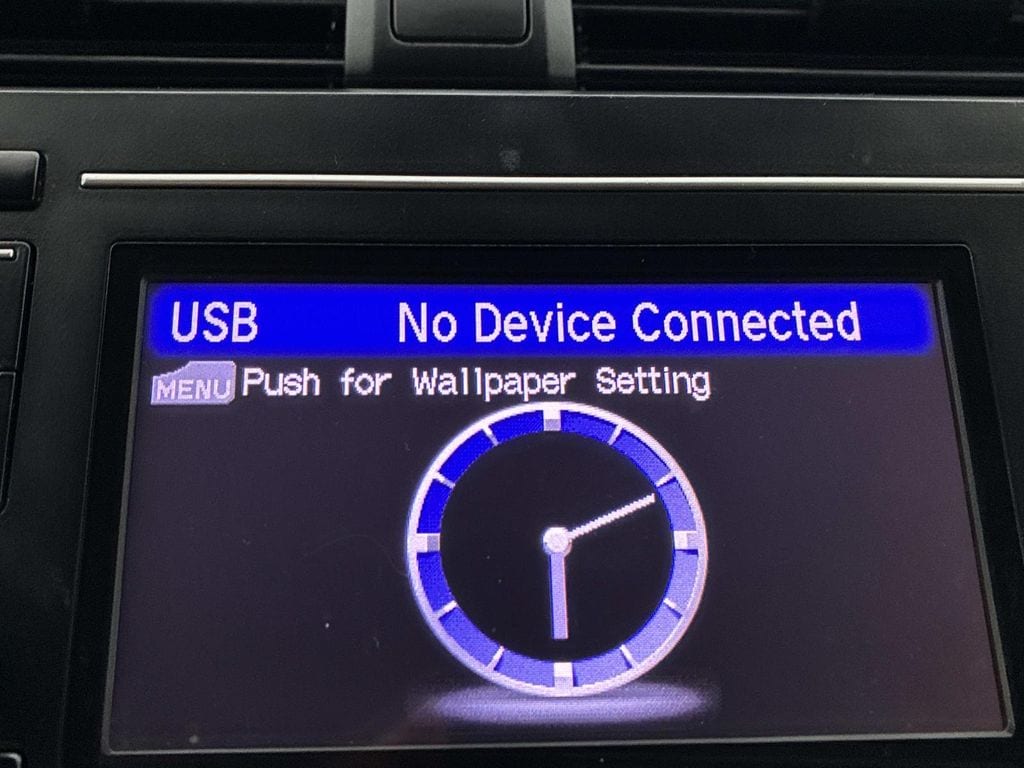 USB No Device Connected
MENU Push for Wallpaper Setting